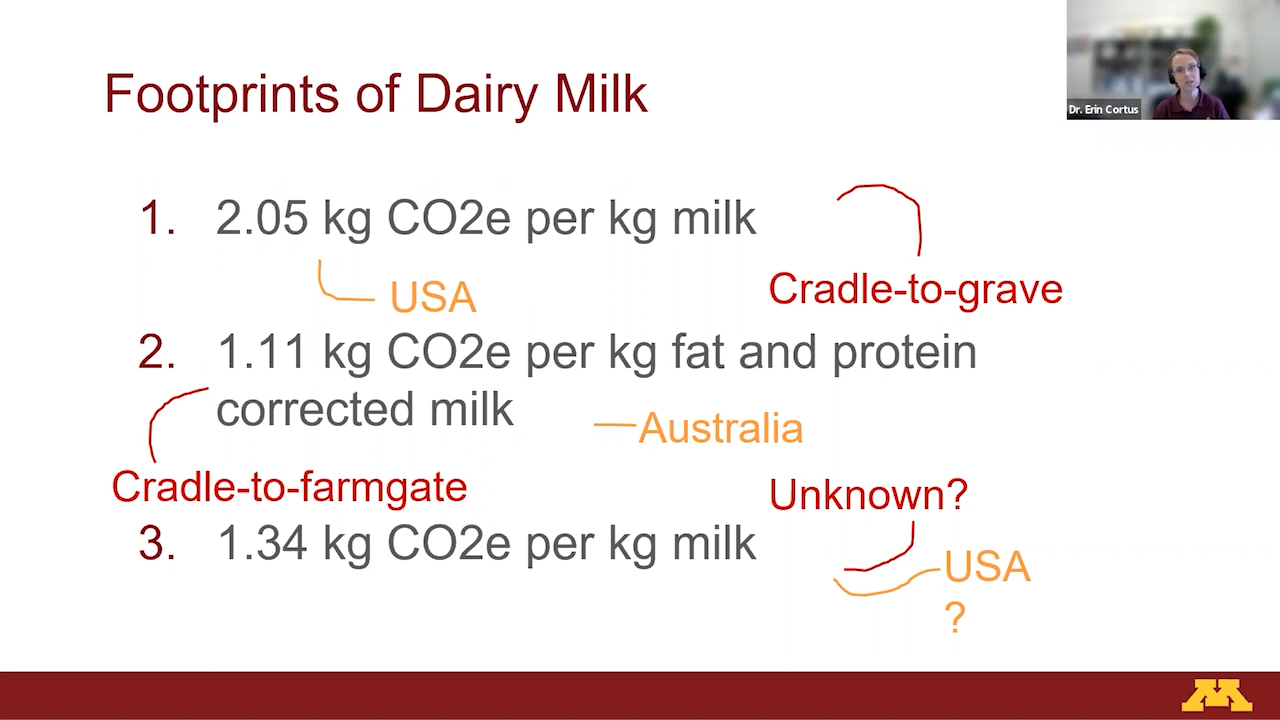 Footprints of Dairy Milk
Dr. Erin Cortus
1. 2.05 kg CO2e per kg milk
Cradle-to-grave
USA
2. 1.11 kg CO2e per kg fat and protein
corrected milk
Australia
Cradle-to-farmgate
Unknown?
3. 1.34 kg CO2e per kg milk
USA
?
M